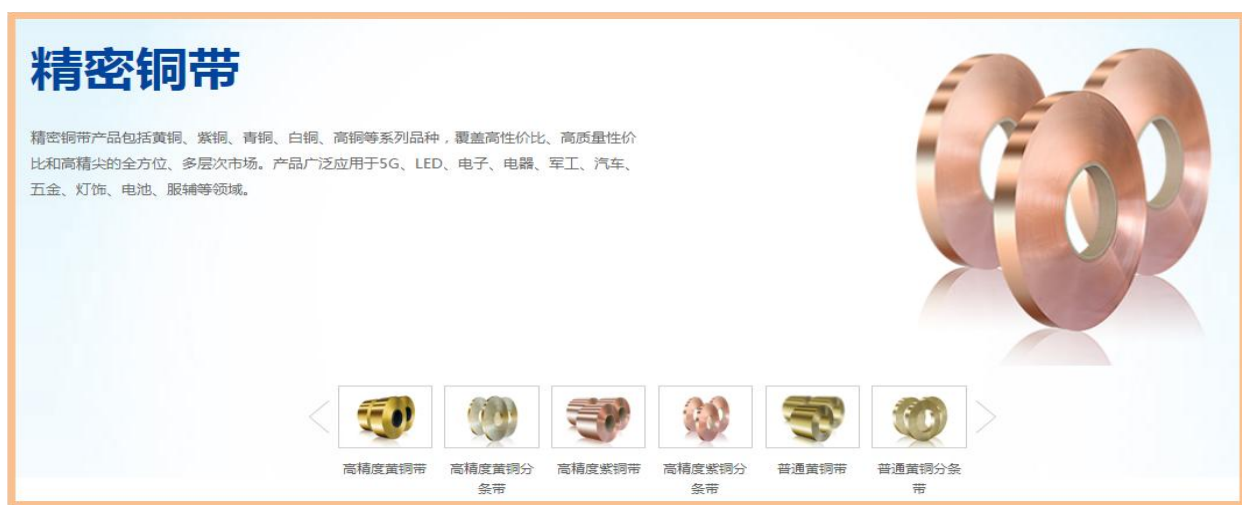 精密铜带
精密铜带产品包括黄铜、紫铜、青铜、白铜、高铜等系列品种，覆盖高性价比、高质量性价
比和高精尖的全方位、多层次市场。产品广泛应用于5G、LED、电子、电器、军工、汽车、
五金、灯饰、电池、服辅等领域。
高精度黄铜带
高精度黄铜分
条带
高精度紫铜带
高精度紫铜分
条带
普通黄铜带
普通黄铜分条
带